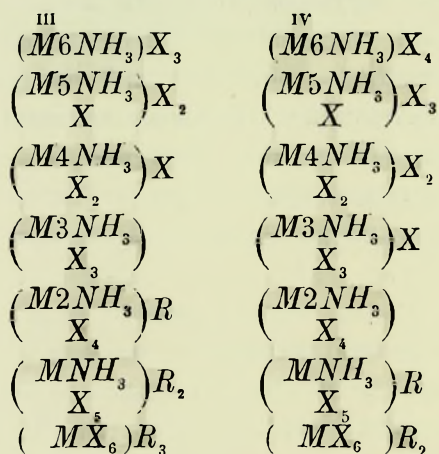 III IV
(M6NH₃)X₃ (M6NH₃)X₄
(M5NH₃ X)X₂ (M5NH₃ X)X₃
(M4NH₃ X₂)X (M4NH₃ X₂)X₂
(M3NH₃ X₃) (M3NH₃ X₃)X
(M2NH₃ X₄)R (M2NH₃ X₄)
(MNH₃ X₅)R₂ (MNH₃ X₅)R
(MX₆)R₃ (MX₆)R₂